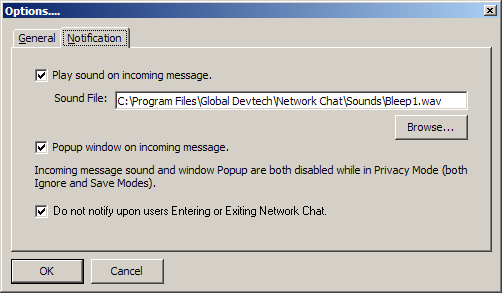 Options....
General Notification
Play sound on incoming message.
Sound File: C:\Program Files\Global Devtech\Network Chat\Sounds\Bleep1.wav
Browse...
Popup window on incoming message.
Incoming message sound and window Popup are both disabled while in Privacy Mode (both
Ignore and Save Modes).
Do not notify upon users Entering or Exiting Network Chat.
OK Cancel